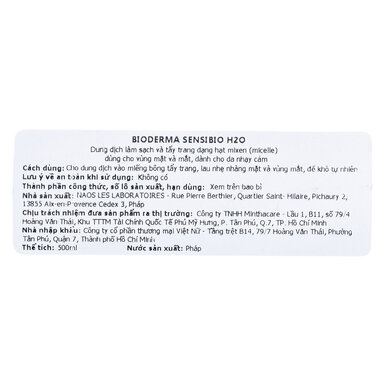 BIODERMA SENSIBIO H2O
Dung dịch làm sạch và tẩy trang dạng hạt mixen (micelle)
dùng cho vùng mặt và mắt, dành cho da nhạy cảm
Cách dùng: Cho dung dịch vào miếng bông tẩy trang, lau nhẹ nhàng mặt và vùng mắt, để khô tự nhiên
Lưu ý về an toàn khi sử dụng: Không có
Thành phần công thức, số lô sản xuất, hạn dùng: Xem trên bao bì
Nhà sản xuất: NAOS LES LABORATOIRES - Rue Pierre Berthier, Quartier Saint- Hilaire, Pichaury 2,
13855 Aix-en-Provence Cedex 3, Pháp
Chịu trách nhiệm đưa sản phẩm ra thị trường: Công ty TNHH Minthacare - Lầu 1, B11, số 79/4
Hoàng Văn Thái, Khu TTTM Tài Chính Quốc Tế Phú Mỹ Hưng, P. Tân Phú, Q.7, TP. Hồ Chí Minh
Nhà nhập khẩu: Công ty cổ phần thương mại Việt Nữ - Tầng trệt B14, 79/7 Hoàng Văn Thái, Phường
Tân Phú, Quận 7, Thành phố Hồ Chí Minh
Thể tích: 500ml Nước sản xuất: Pháp